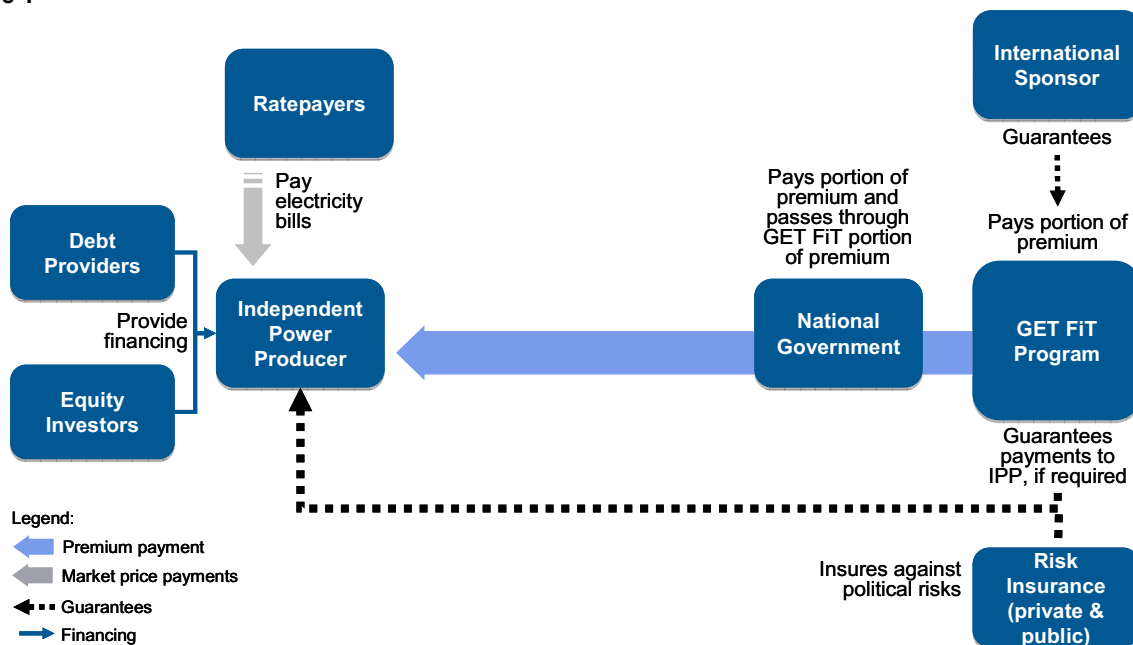 International
Sponsor
Ratepayers
Guarantees
Pay
electricity
bills
Pays portion of
premium and
passes through
GET FiT portion
of premium
Pays portion of
premium
Debt
Providers
Provide
financing
Independent
Power
Producer
National
Government
GET FiT
Program
Equity
Investors
Guarantees
payments to
IPP, if required
Legend:
Premium payment
Market price payments
Guarantees
Financing
Insures against
political risks
Risk
Insurance
(private &
public)